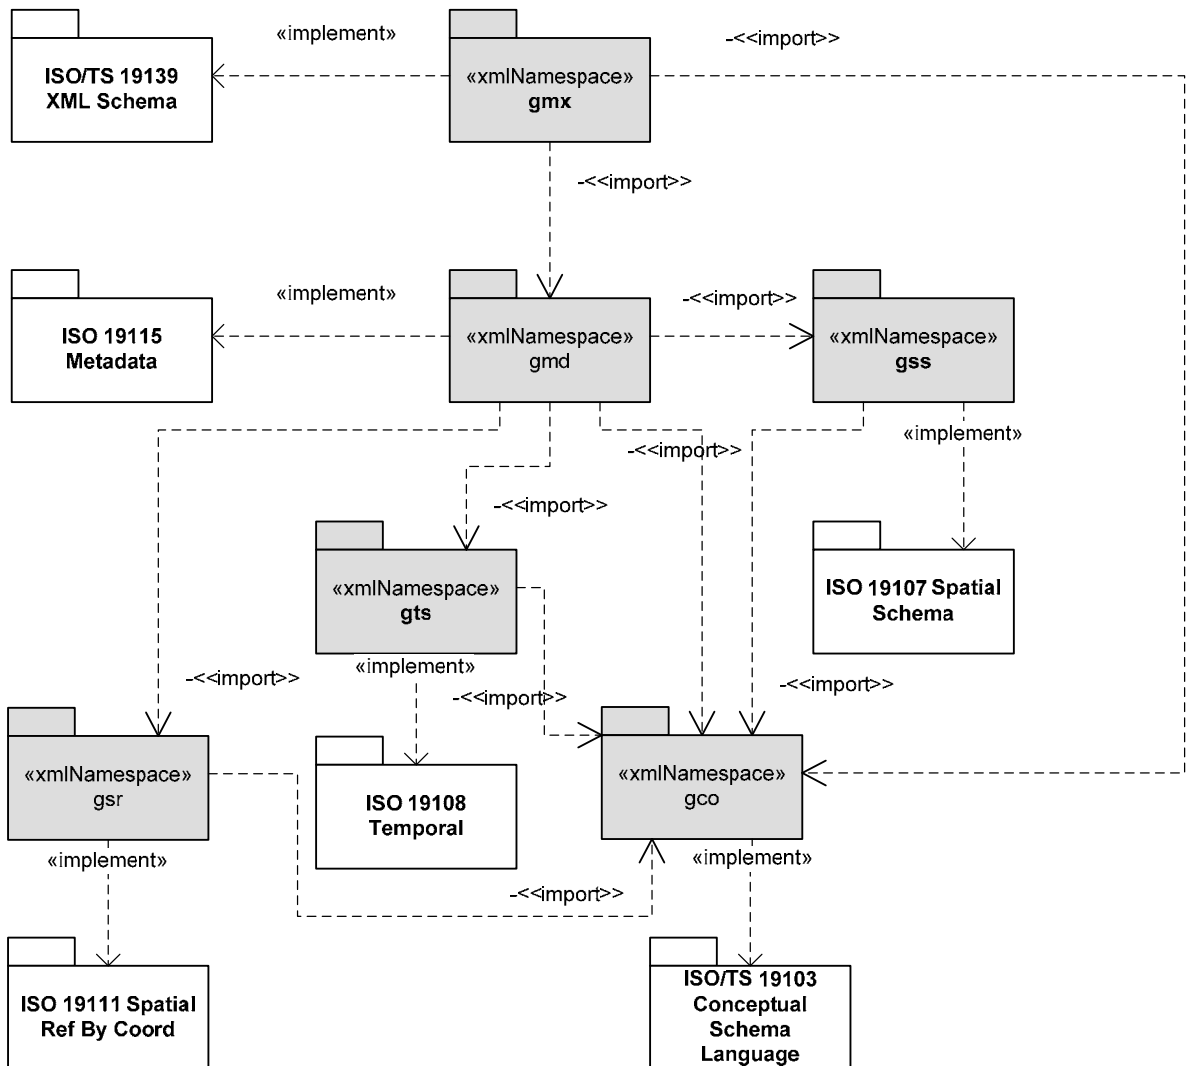 «implement»
-<<import>>
ISO/TS 19139
XML Schema
«xmlNamespace»
gmx
-<<import>>
«implement»
-<<import>>
ISO 19115
Metadata
«xmlNamespace»
gmd
«xmlNamespace»
gss
«implement»
-<<import>>
-<<import>>
«xmlNamespace»
gts
ISO 19107 Spatial
Schema
«implement»
-<<import>>
-<<import>>
-<<import>>
«xmlNamespace»
gsr
ISO 19108
Temporal
«xmlNamespace»
gco
«implement»
«implement»
-<<import>>
ISO 19111 Spatial
Ref By Coord
ISO/TS 19103
Conceptual
Schema
Language